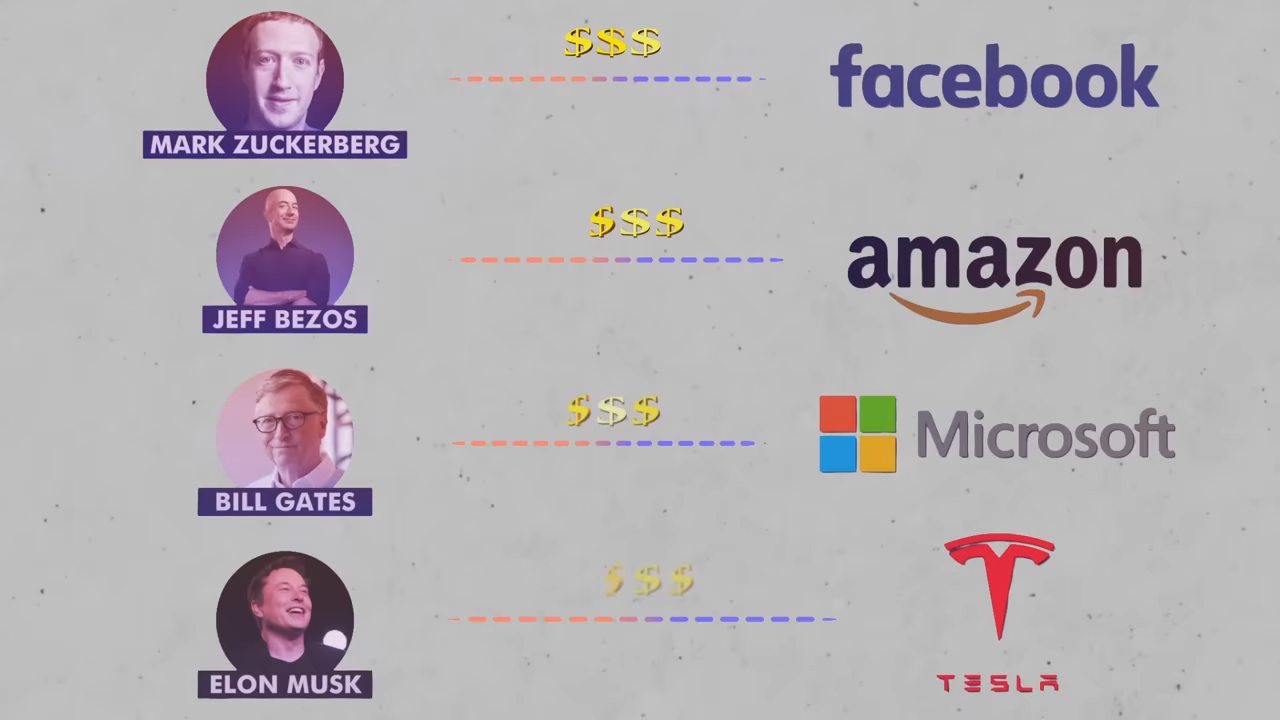 $$$
facebook
MARK ZUCKERBERG
$$$
amazon
JEFF BEZOS
$$$
Microsoft
BILL GATES
$$$
TESLA
ELON MUSK